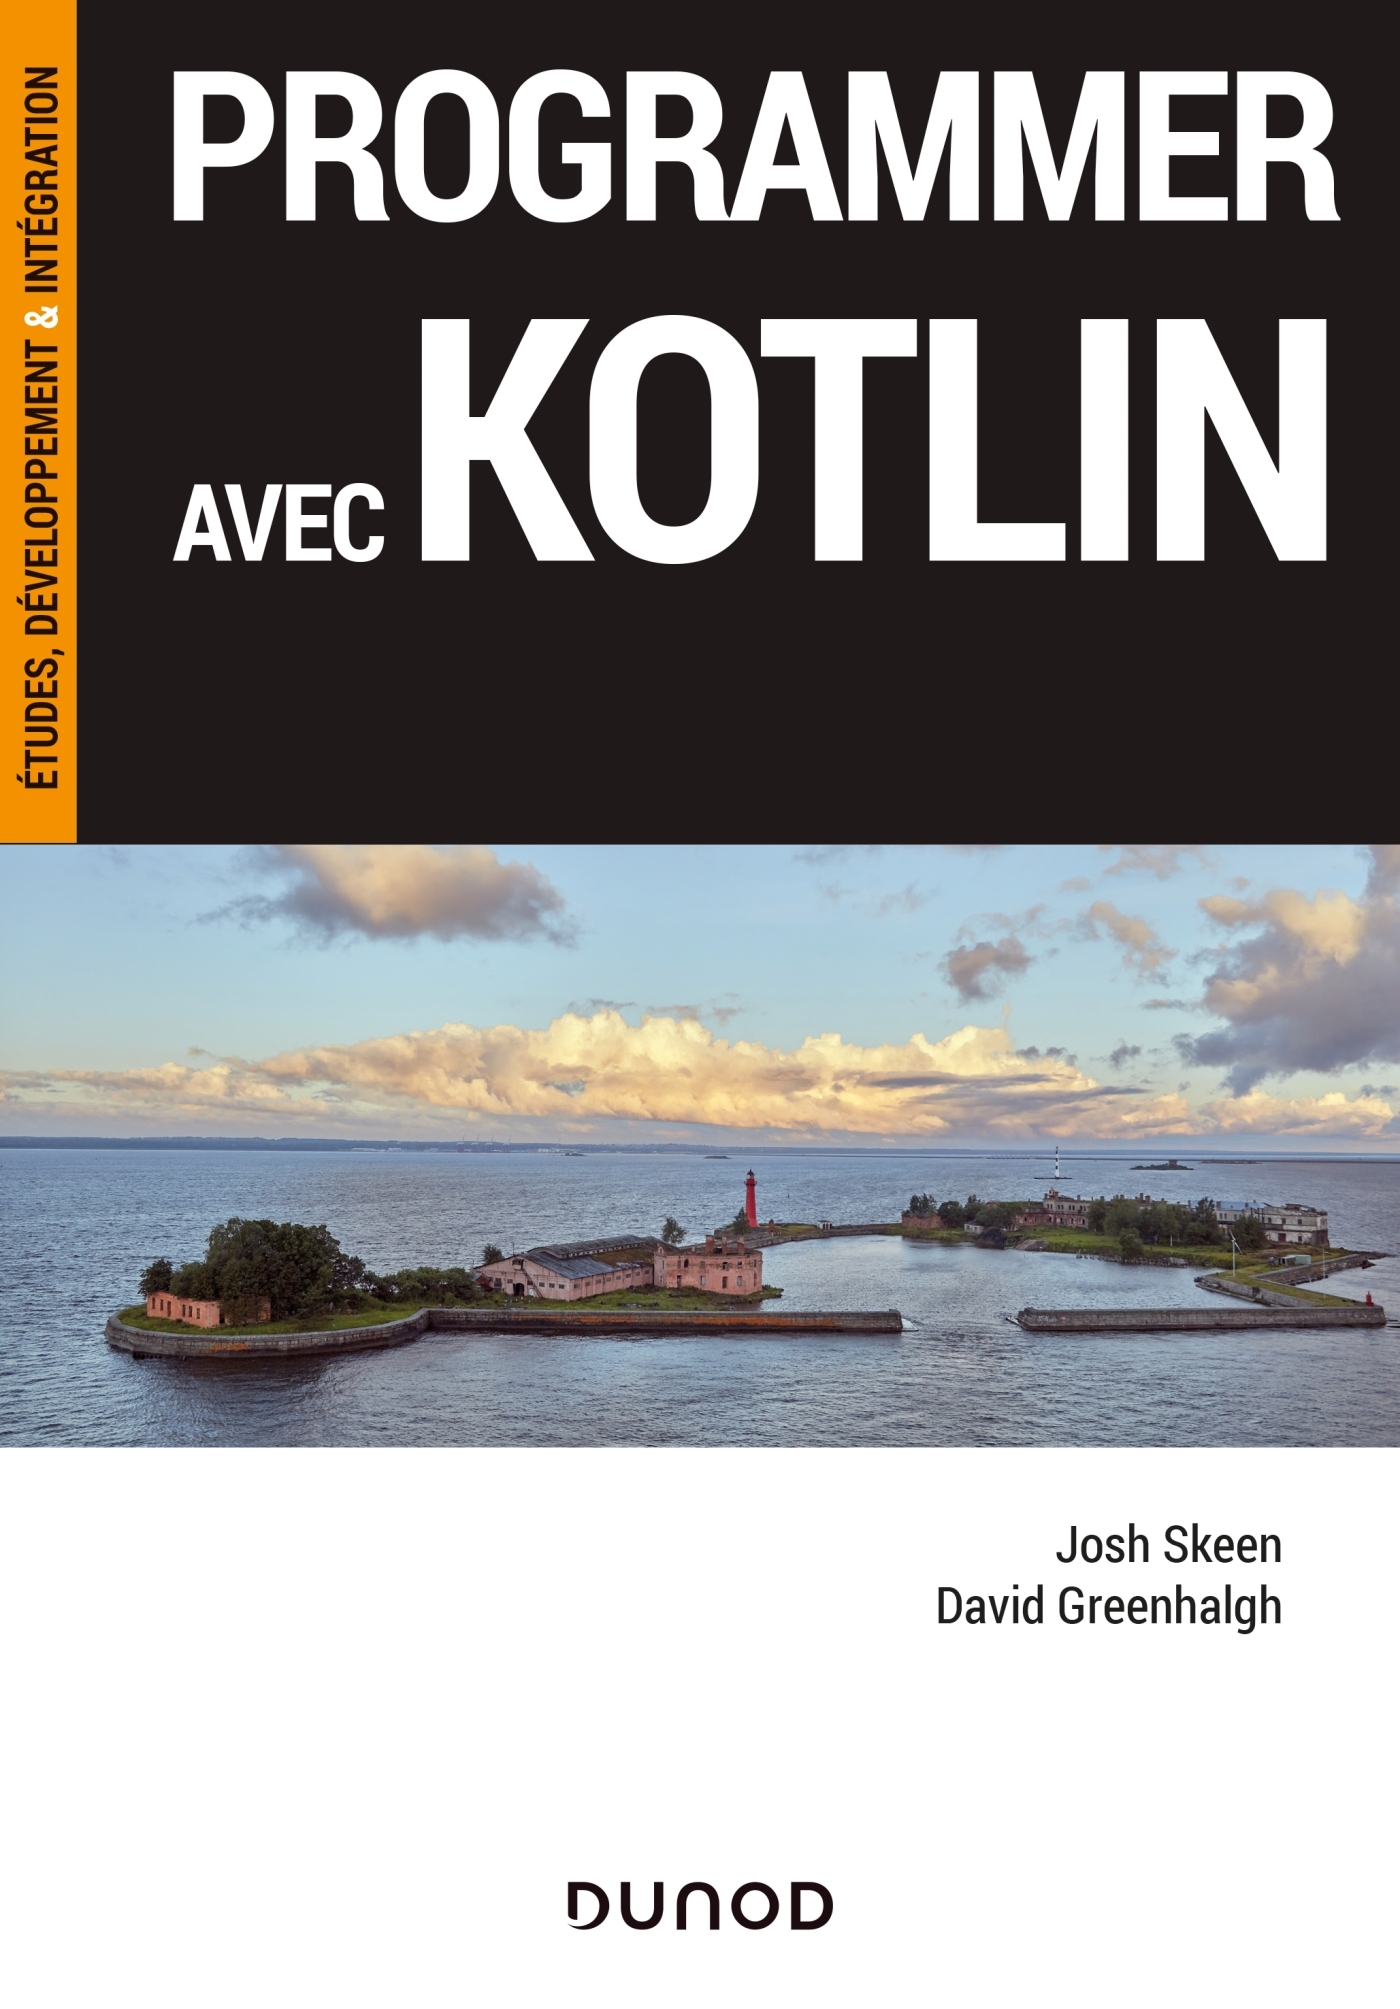 ÉTUDES, DÉVELOPPEMENT & INTÉGRATION
PROGRAMMER
AVEC KOTLIN
Josh Skeen
David Greenhalgh
DUNOD